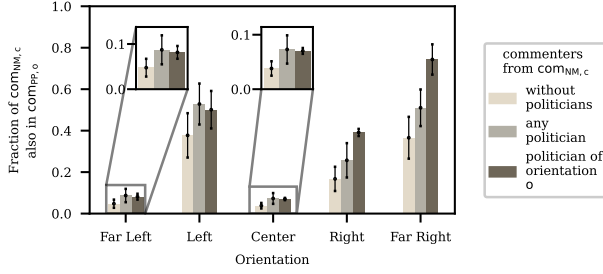 1.0
0.8
0.6
0.4
0.2
0.0
0.1
0.0
0.1
0.0
Fraction of com_NM, c
also in com_PP, o
Far Left Left Center Right Far Right
Orientation
commenters
from com_NM, c
without
politicians
any
politician
politician of
orientation
o